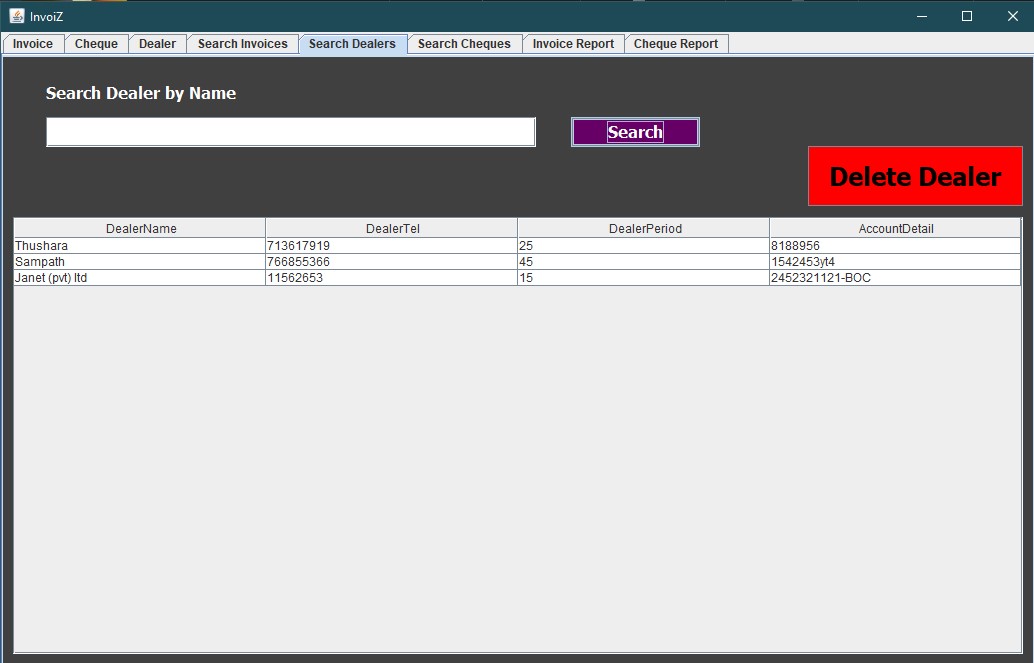 InvoiZ
Invoice Cheque Dealer Search Invoices Search Dealers Search Cheques Invoice Report Cheque Report
Search Dealer by Name
Search
Delete Dealer
DealerName DealerTel DealerPeriod AccountDetail
Thushara 713617919 25 8188956
Sampath 766855366 45 1542453yt4
Janet (pvt) ltd 11562653 15 2452321121-BOC